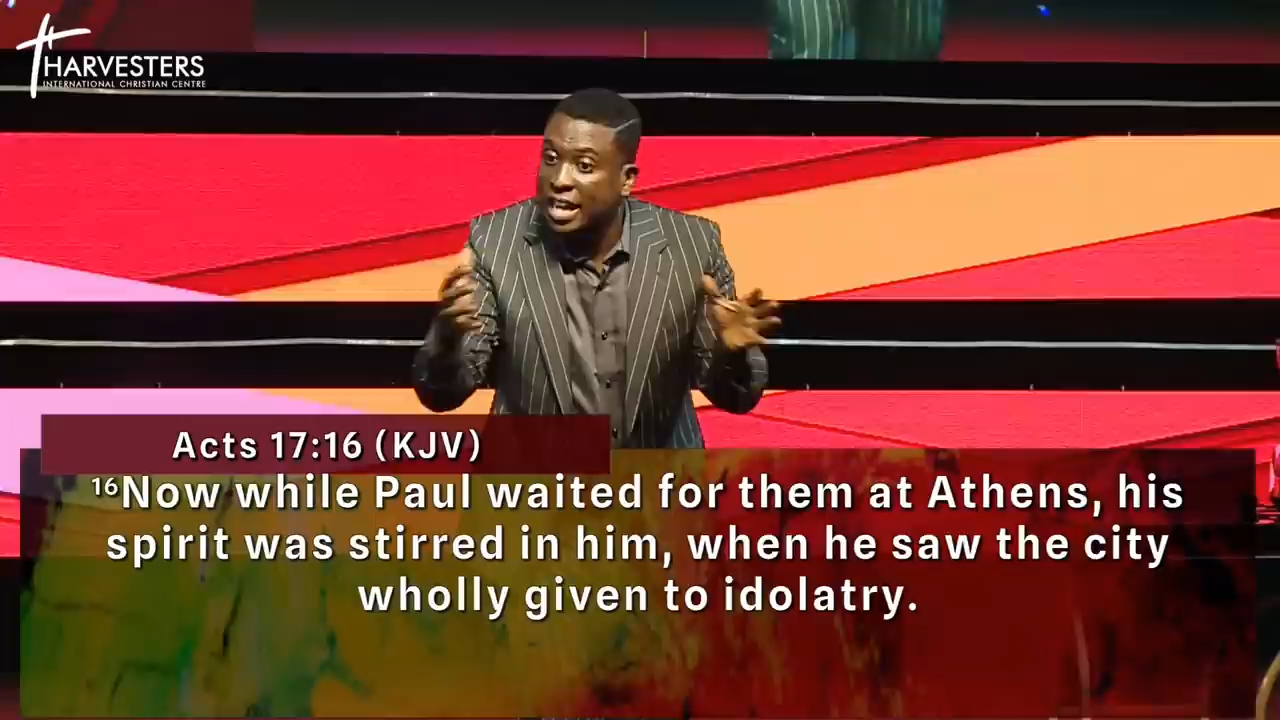 HARVESTERS
INTERNATIONAL CHRISTIAN CENTRE
Acts 17:16 (KJV)
¹⁶Now while Paul waited for them at Athens, his
spirit was stirred in him, when he saw the city
wholly given to idolatry.